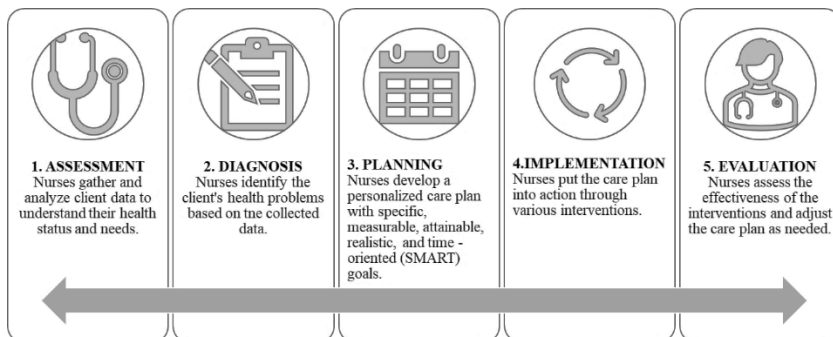 1. ASSESSMENT
Nurses gather and
analyze client data to
understand their health
status and needs.
2. DIAGNOSIS
Nurses identify the
client's health problems
based on tne collected
data.
3. PLANNING
Nurses develop a
personalized care plan
with specific,
measurable, attainable,
realistic, and time -
oriented (SMART)
goals.
4.IMPLEMENTATION
Nurses put the care plan
into action through
various interventions.
5. EVALUATION
Nurses assess the
effectiveness of the
interventions and adjust
the care plan as needed.